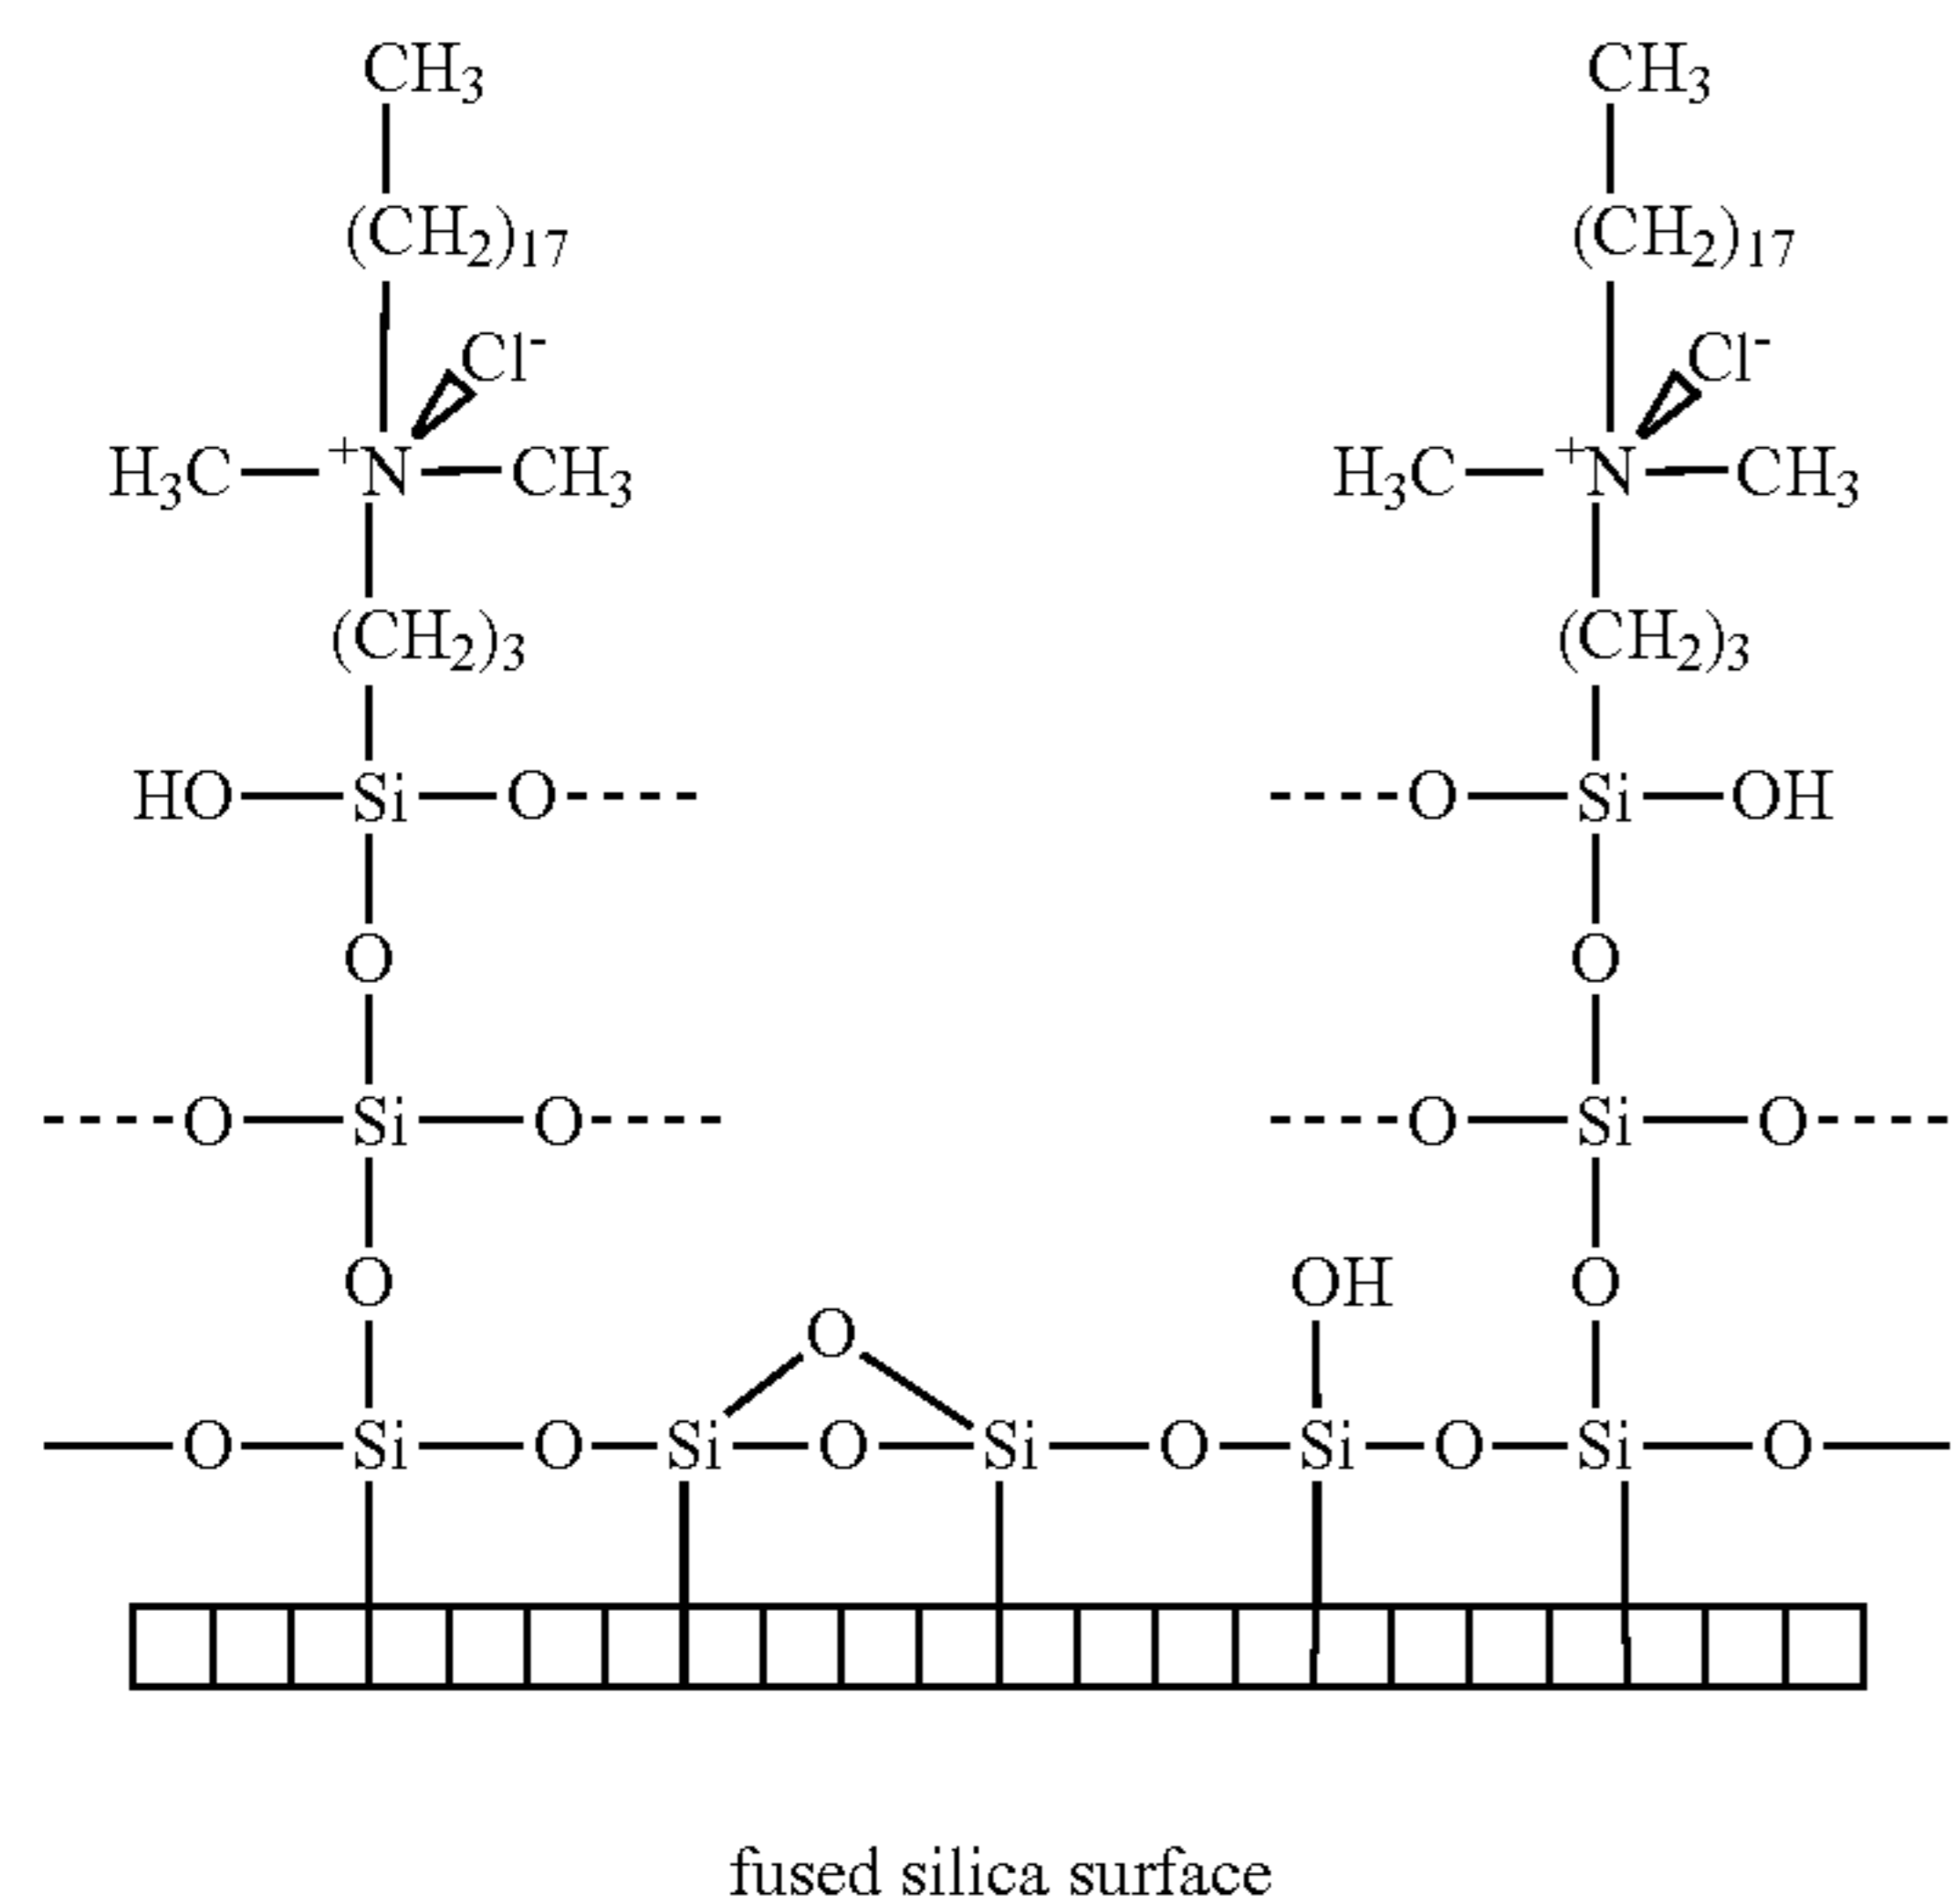 CH3 CH3
(CH2)17 (CH2)17
Cl- Cl-
H3C +N CH3 H3C +N CH3
(CH2)3 (CH2)3
HO Si O O Si OH
O O
O Si O O Si O
O OH O
O
O Si O Si O Si O Si O Si O
fused silica surface